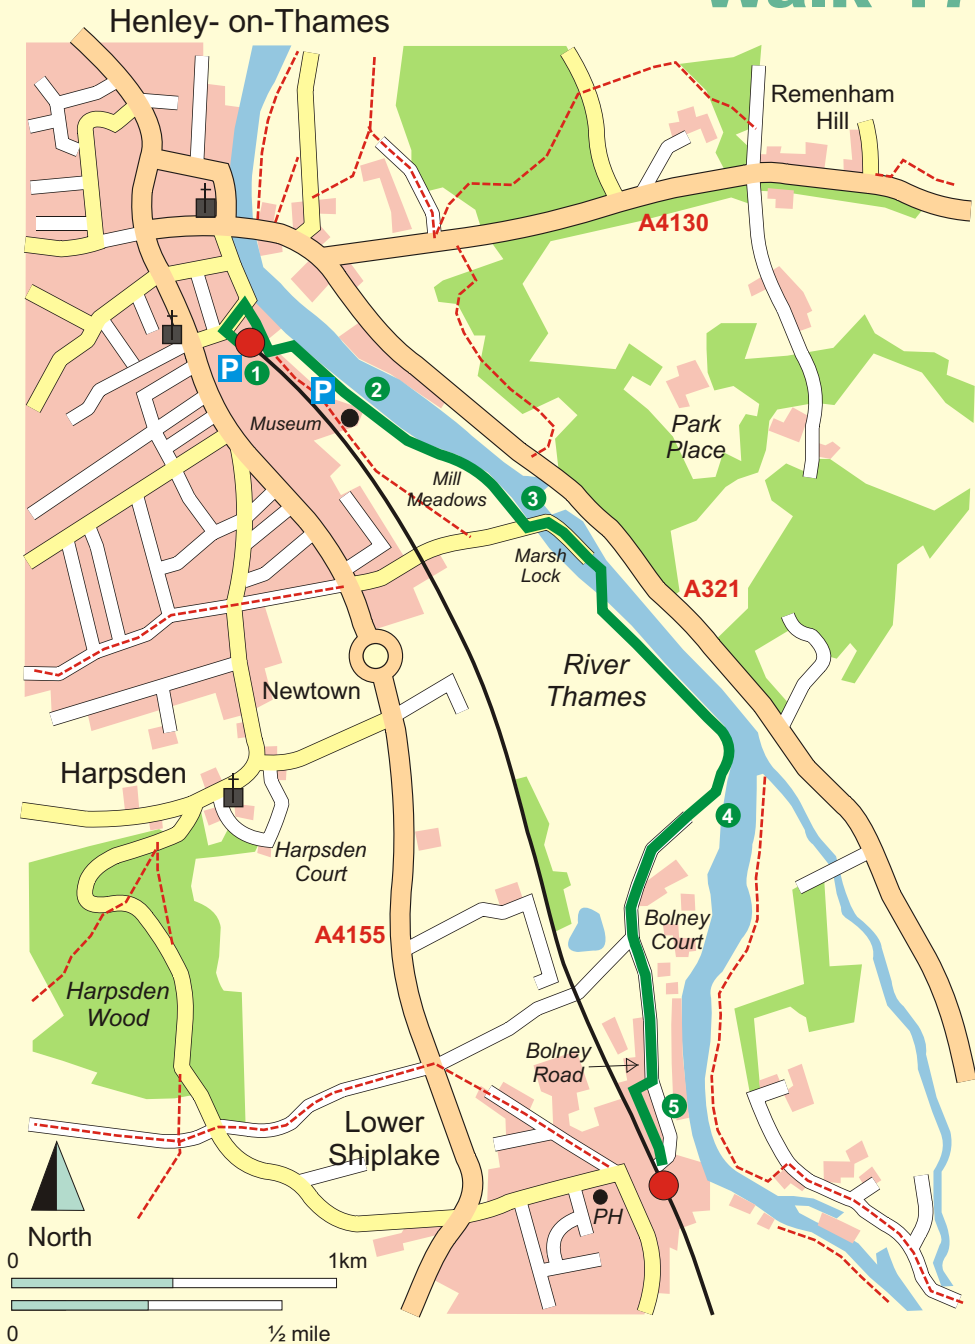 Walk 17
Henley- on-Thames
Remenham
Hill
A4130
P
1
P
2
Museum
Park
Place
Mill
Meadows
3
Marsh
Lock
A321
River
Thames
Newtown
Harpsden
4
Harpsden
Court
Bolney
Court
A4155
Harpsden
Wood
Bolney
Road
5
Lower
Shiplake
PH
North
0 1km
0 ½ mile